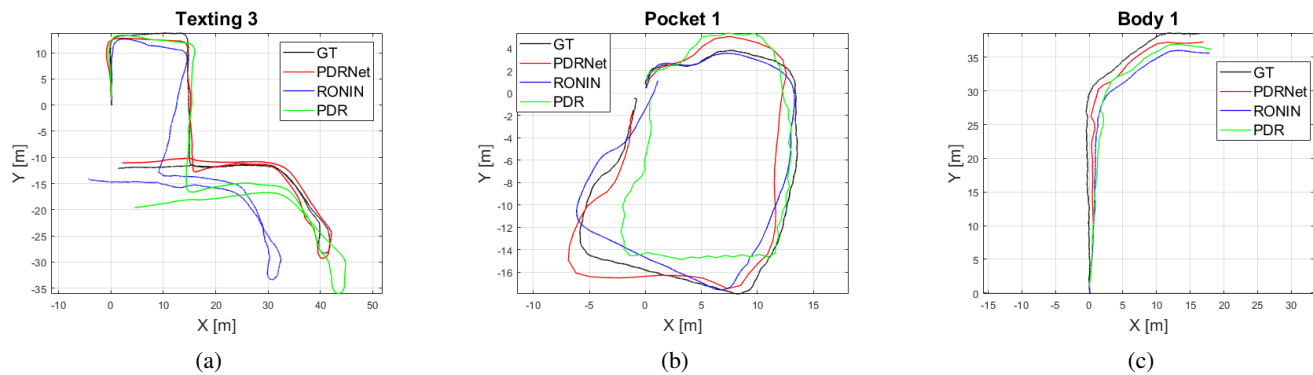 Texting 3
GT
PDRNet
RONIN
PDR
10
5
0
-5
-10
-15
-20
-25
-30
-35
Y [m]
-10 0 10 20 30 40 50
X [m]
(a)
Pocket 1
GT
PDRNet
RONIN
PDR
4
2
0
-2
-4
-6
-8
-10
-12
-14
-16
Y [m]
-10 -5 0 5 10 15
X [m]
(b)
Body 1
GT
PDRNet
RONIN
PDR
35
30
25
20
15
10
5
0
Y [m]
-15 -10 -5 0 5 10 15 20 25 30
X [m]
(c)